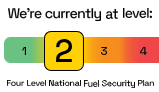 We're currently at level:
1 2 3 4
Four Level National Fuel Security Plan